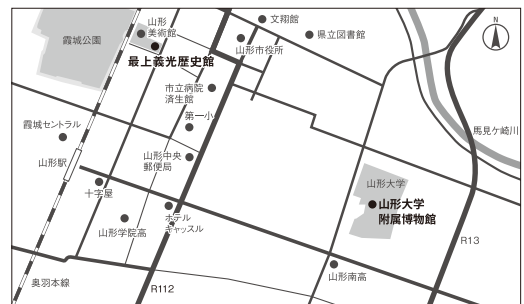 霞城公園
山形
美術館
最上義光歴史館
文翔館
県立図書館
山形市役所
N
市立病院
済生館
第一小
霞城セントラル
山形駅
山形中央
郵便局
馬見ヶ崎川
十字屋
山形学院高
ホテル
キャッスル
山形大学
山形大学
附属博物館
山形南高
R13
奥羽本線
R112